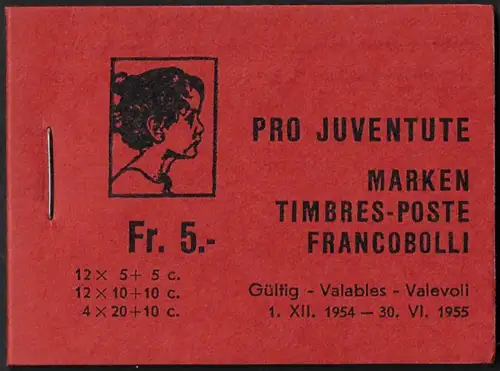 PRO JUVENTUTE
MARKEN
TIMBRES-POSTE
FRANCOBOLLI
Fr. 5.-
12 × 5 + 5 c.
12 × 10 + 10 c.
4 × 20 + 10 c.
Gültig - Valables - Valevoli
1. XII. 1954 — 30. VI. 1955